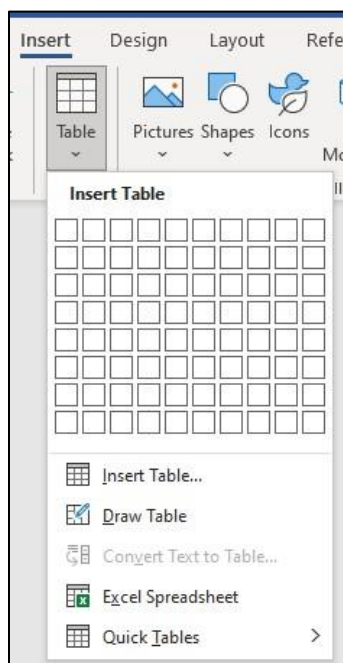 Insert Design Layout Refe
Table Pictures Shapes Icons
Mo
Insert Table
Insert Table...
Draw Table
Convert Text to Table...
Excel Spreadsheet
Quick Tables